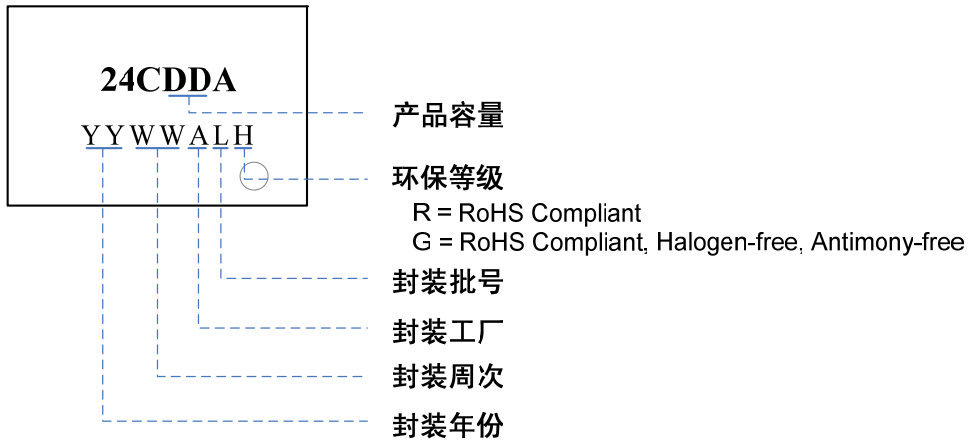 24CDDA
YYWWALH
产品容量
环保等级
R = RoHS Compliant
G = RoHS Compliant, Halogen-free, Antimony-free
封装批号
封装工厂
封装周次
封装年份